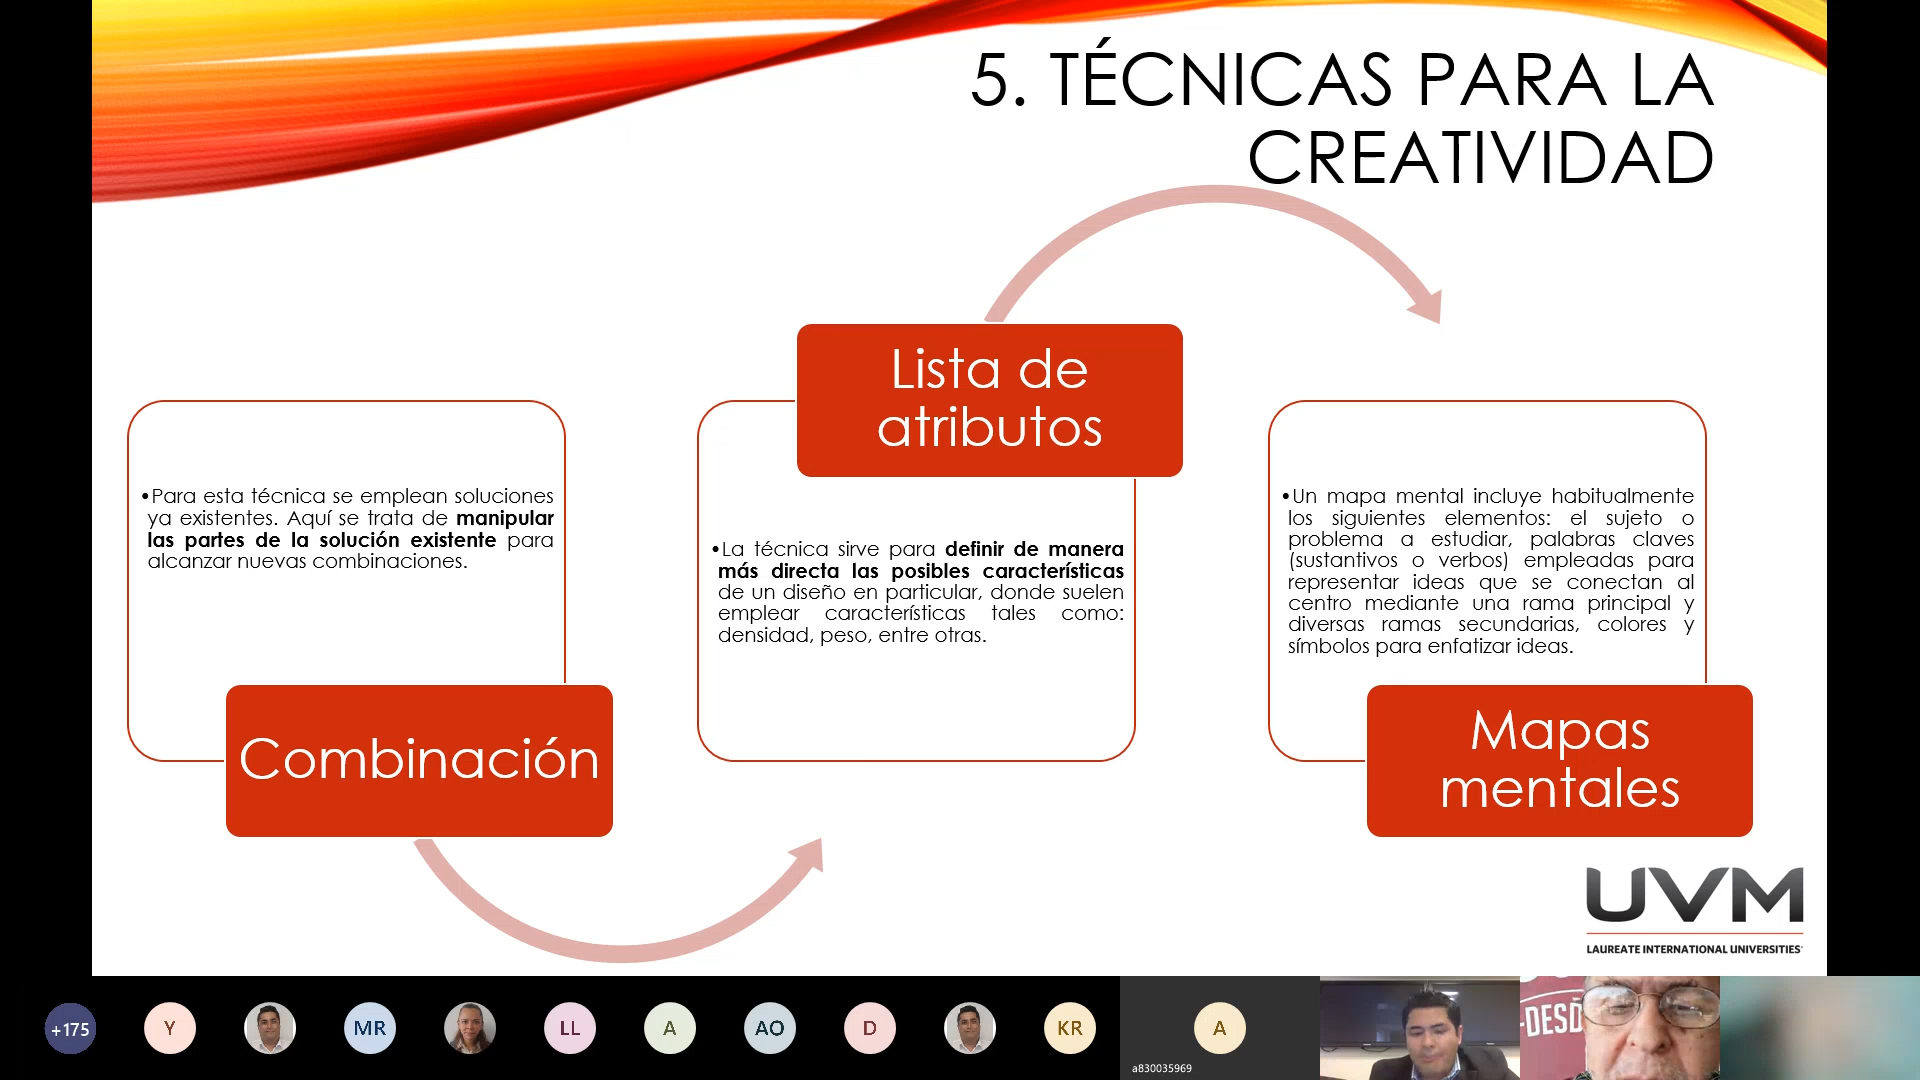 5. TÉCNICAS PARA LA
CREATIVIDAD
•Para esta técnica se emplean soluciones
ya existentes. Aquí se trata de manipular
las partes de la solución existente para
alcanzar nuevas combinaciones.
Combinación
Lista de
atributos
•La técnica sirve para definir de manera
más directa las posibles características
de un diseño en particular, donde suelen
emplear características tales como:
densidad, peso, entre otras.
•Un mapa mental incluye habitualmente
los siguientes elementos: el sujeto o
problema a estudiar, palabras claves
(sustantivos o verbos) empleadas para
representar ideas que se conectan al
centro mediante una rama principal y
diversas ramas secundarias, colores y
símbolos para enfatizar ideas.
Mapas
mentales
UVM
LAUREATE INTERNATIONAL UNIVERSITIES
+175
Y
MR
LL
A
AO
D
KR
A
a830035969
-DESD